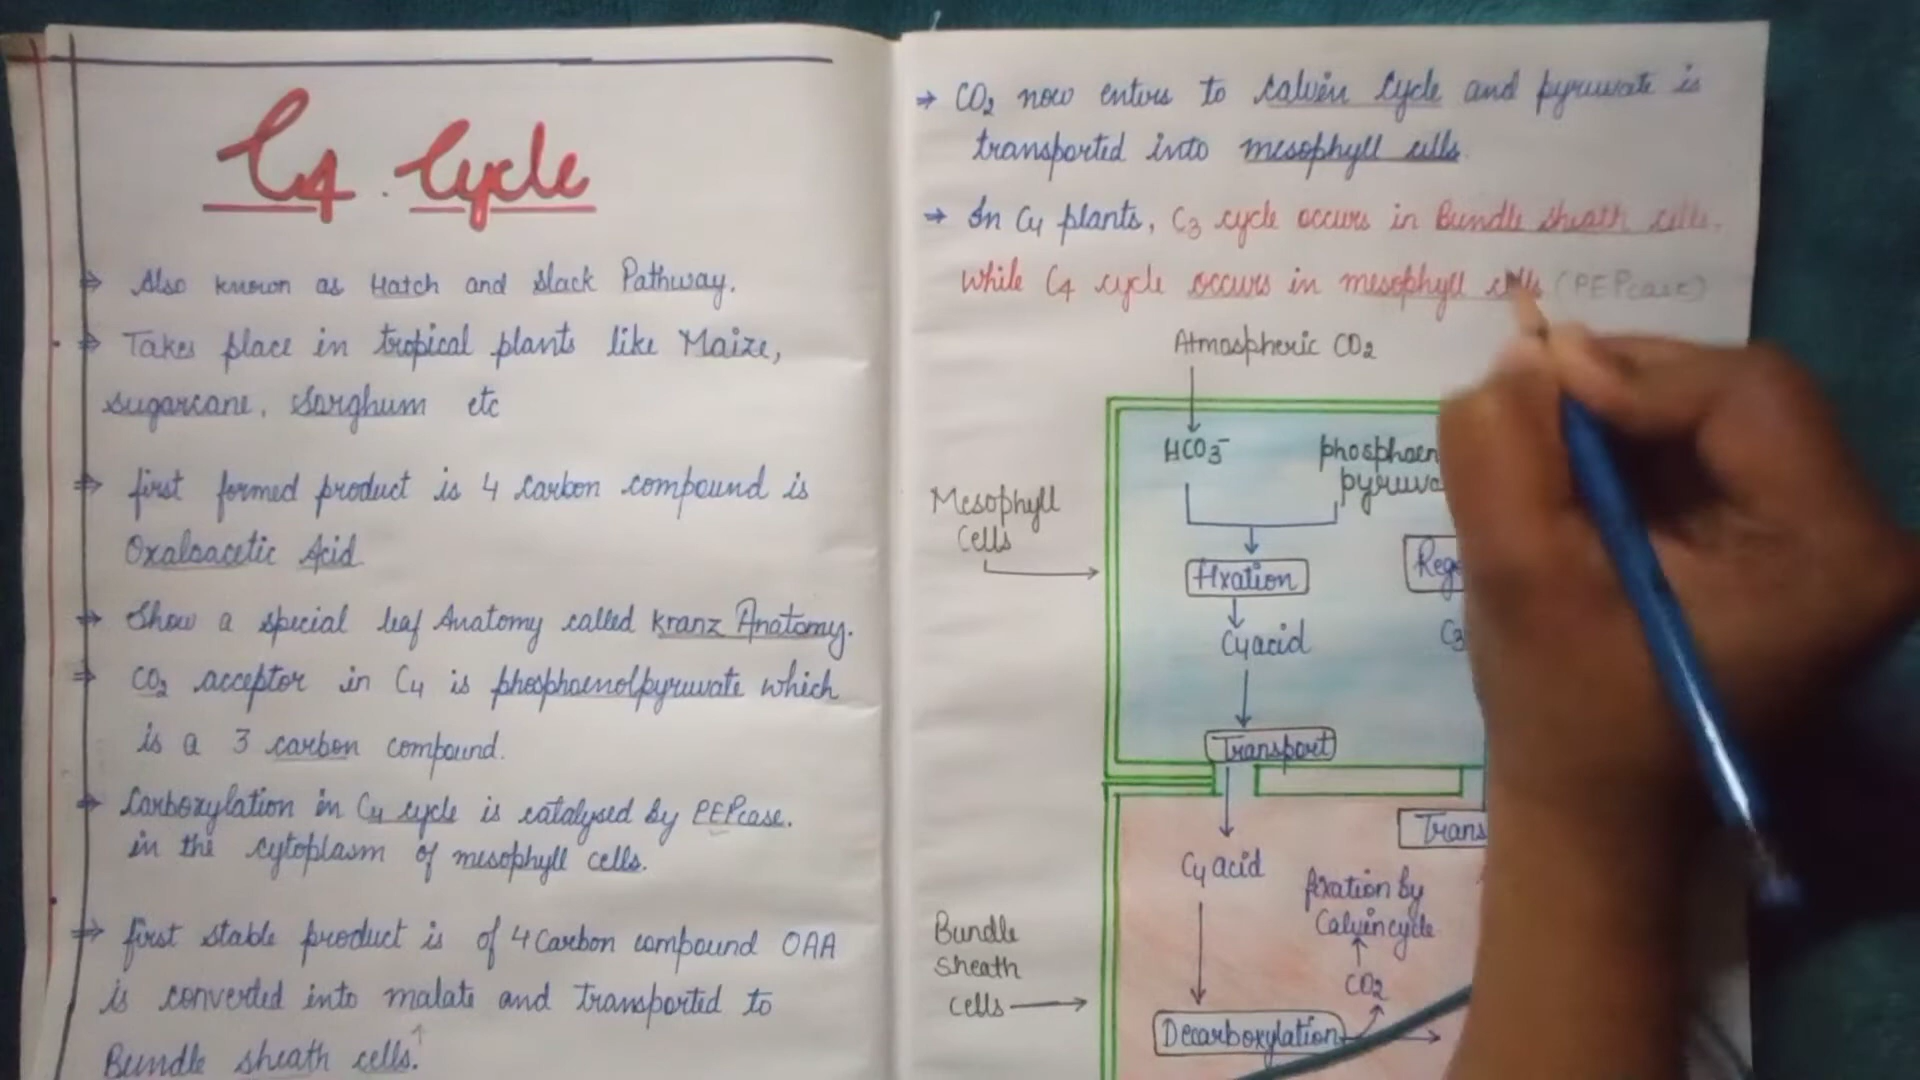 C4 Cycle
⇒ Also known as Hatch and Slack Pathway.
⇒ Takes place in tropical plants like Maize,
sugarcane, Sorghum etc
⇒ first formed product is 4 carbon compound is
Oxaloacetic Acid
⇒ Show a special leaf Anatomy called Kranz Anatomy.
⇒ CO2 acceptor in C4 is phosphoenolpyruvate which
is a 3 carbon compound.
⇒ Carboxylation in C4 cycle is catalysed by PEPcase.
in the cytoplasm of mesophyll cells.
⇒ first stable product is of 4 Carbon compound OAA
is converted into malate and transported to
Bundle sheath cells.
⇒ CO2 now enters to Calvin Cycle and pyruvate is
transported into mesophyll cells.
⇒ In C4 plants, C3 cycle occurs in Bundle sheath cells.
While C4 cycle occurs in mesophyll cells (PEPcase)
Atmospheric CO2
HCO3-
phosphoen
pyruva
Mesophyll
Cells
Fixation
Reg
C4 acid
C3
Transport
Trans
C4 acid
fixation by
Calvin cycle
CO2
Bundle
Sheath
Cells
Decarboxylation